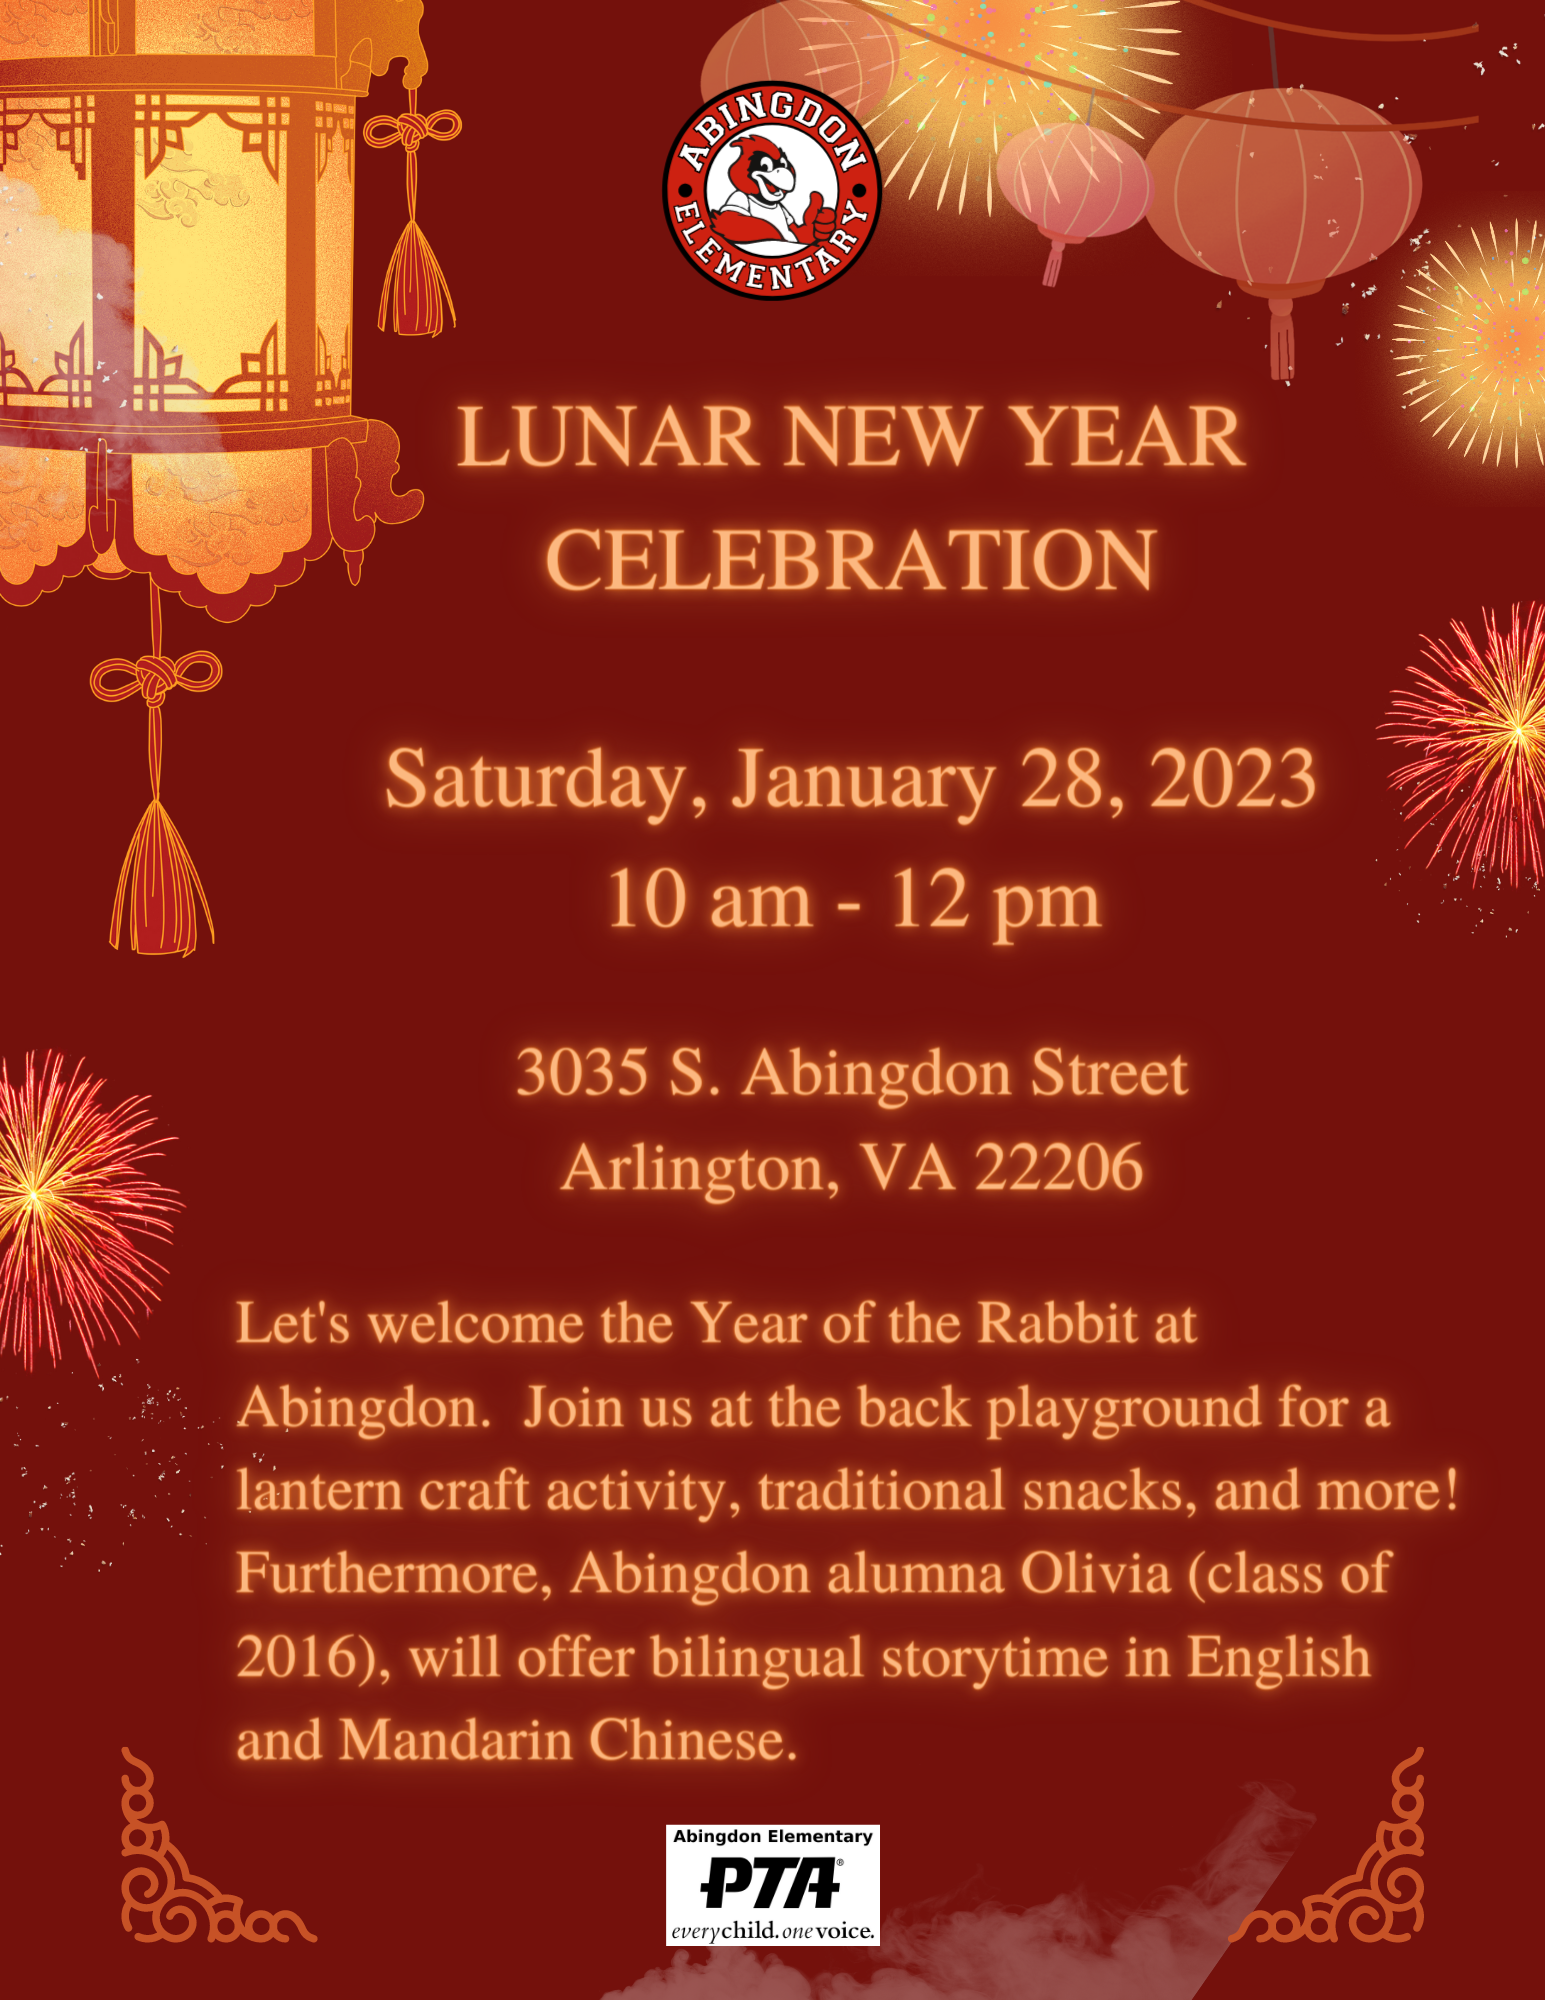 ABINGDON
ELEMENTARY
LUNAR NEW YEAR
CELEBRATION
Saturday, January 28, 2023
10 am - 12 pm
3035 S. Abingdon Street
Arlington, VA 22206
Let's welcome the Year of the Rabbit at
Abingdon.  Join us at the back playground for a
lantern craft activity, traditional snacks, and more!
Furthermore, Abingdon alumna Olivia (class of
2016), will offer bilingual storytime in English
and Mandarin Chinese.
Abingdon Elementary
PTA®
everychild.onevoice.